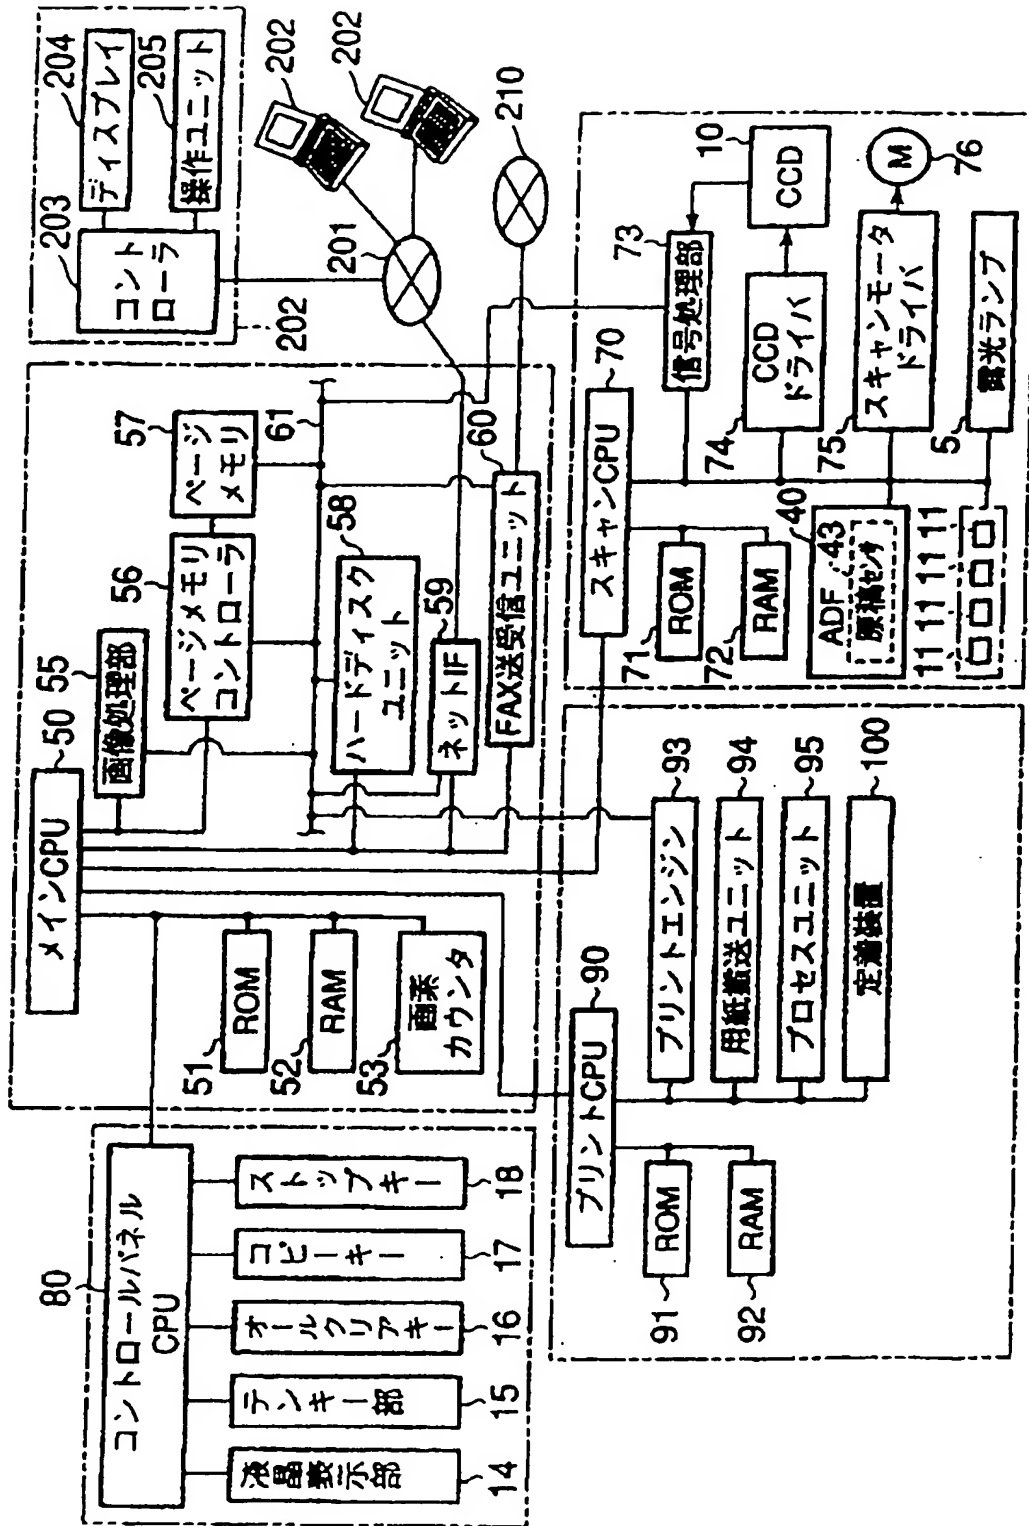 80
コントロールパネル
CPU
液晶表示部
14
テンキー部
15
オールクリアキー
16
コピーキー
17
ストップキー
18
メインCPU
50
51
ROM
52
RAM
53
画素
カウンタ
画像処理部
55
ページメモリ
コントローラ
56
ページ
メモリ
57
61
ハードディスク
ユニット
58
ネットIF
59
FAX送受信ユニット
60
203
コント
ローラ
ディスプレイ
204
操作ユニット
205
202
201
202
202
210
プリントCPU
90
91
ROM
92
RAM
プリントエンジン
93
用紙搬送ユニット
94
プロセスユニット
95
定着装置
100
スキャンCPU
70
71
ROM
72
RAM
信号処理部
73
CCD
10
74
CCD
ドライバ
75
スキャンモータ
ドライバ
M
76
ADF
43
原稿センサ
40
5
露光ランプ
11
11
11
11